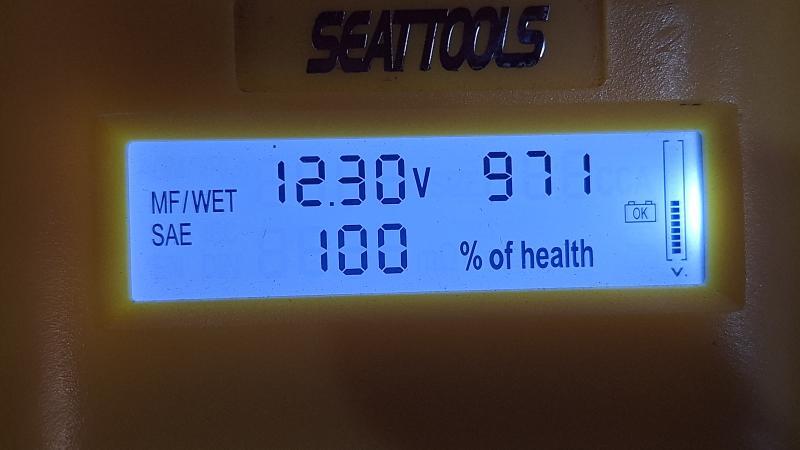 SEATTOOLS
MF/WET 12.30V 971
SAE 100 % of health
OK
V.